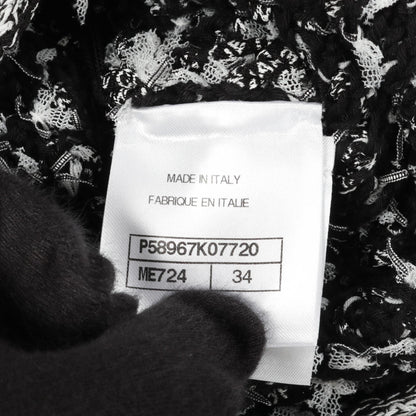 MADE IN ITALY
FABRIQUE EN ITALIE
P58967K07720
ME724 34